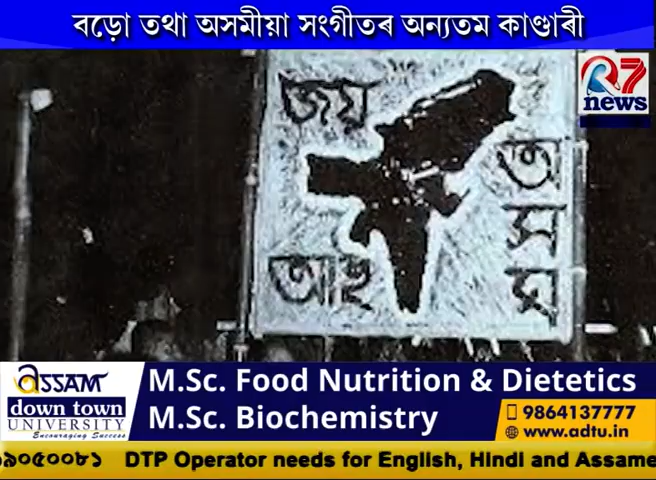 বড়ো তথা অসমীয়া সংগীতৰ অন্যতম কাণ্ডাৰী
R7
news
জয়
আই
অসম
ASSAM
down town
UNIVERSITY
Encouraging Success
M.Sc. Food Nutrition & Dietetics
M.Sc. Biochemistry
9864137777
www.adtu.in
৯০৫০০৮১ DTP Operator needs for English, Hindi and Assame